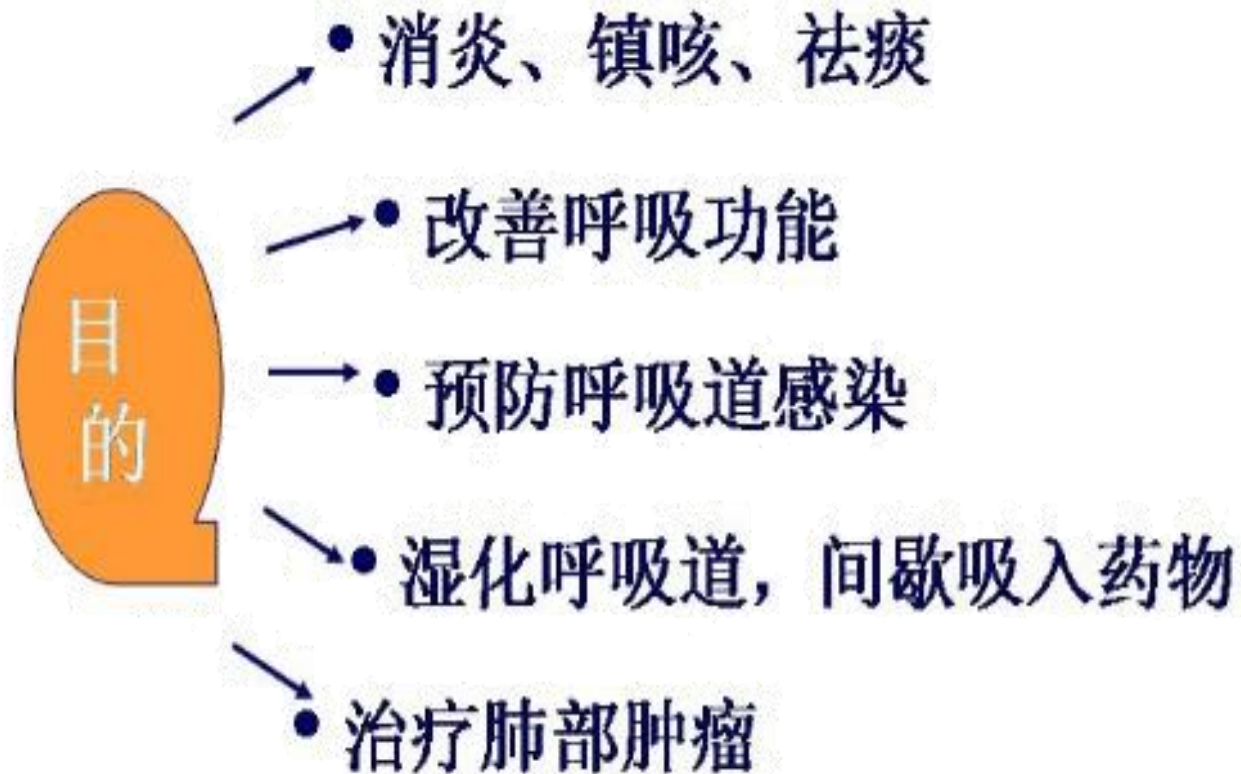 消炎、镇咳、祛痰
改善呼吸功能
目
的
预防呼吸道感染
湿化呼吸道，间歇吸入药物
治疗肺部肿瘤